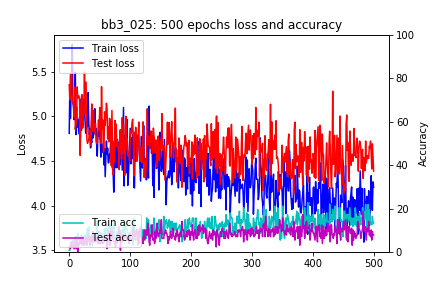 bb3_025: 500 epochs loss and accuracy
Train loss
Test loss
Train acc
Test acc
Loss
Accuracy
5.5
5.0
4.5
4.0
3.5
100
80
60
40
20
0
0 100 200 300 400 500